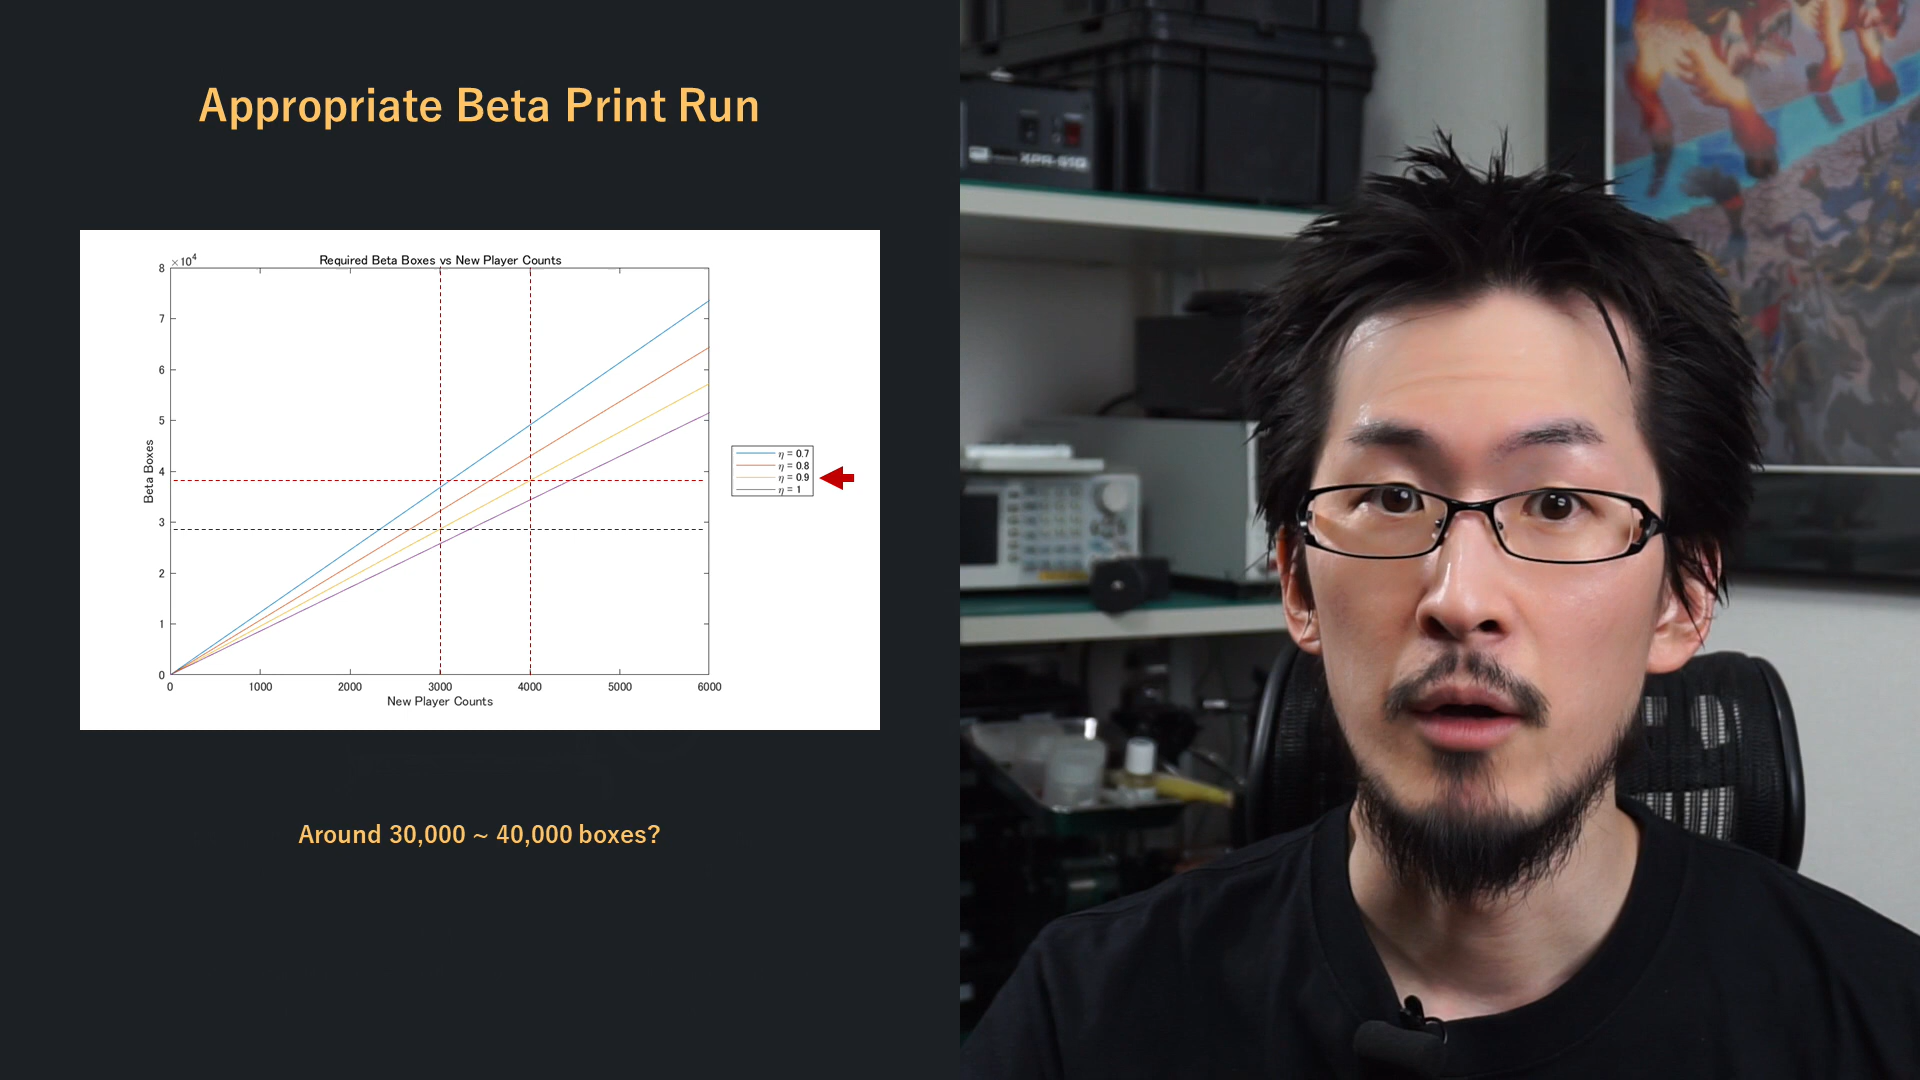 Appropriate Beta Print Run
Required Beta Boxes vs New Player Counts
×10⁴
8
7
6
5
4
3
2
1
0
Beta Boxes
0 1000 2000 3000 4000 5000 6000
New Player Counts
η = 0.7
η = 0.8
η = 0.9
η = 1
Around 30,000 ~ 40,000 boxes?